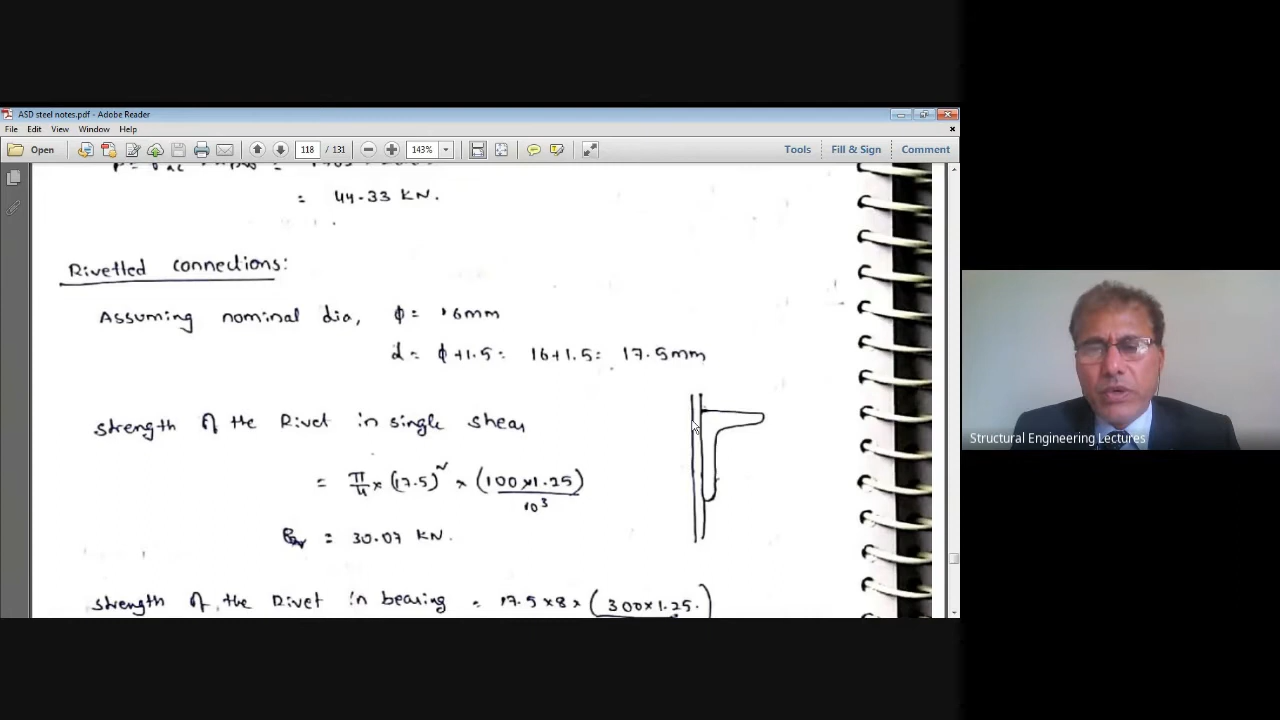 ASD steel notes.pdf - Adobe Reader
File Edit View Window Help
Open 118 / 131 143% Tools Fill & Sign Comment
= 44.33 KN.
Rivetted connections:
Assuming nominal dia, ϕ = 16mm
d = ϕ+1.5 = 16+1.5 = 17.5mm
strength of the Rivet in single shear
= π/4 × (17.5)² × (100×1.25)/10³
= 30.07 KN.
strength of the Rivet in bearing = 17.5×8×(300×1.25.)
Structural Engineering Lectures